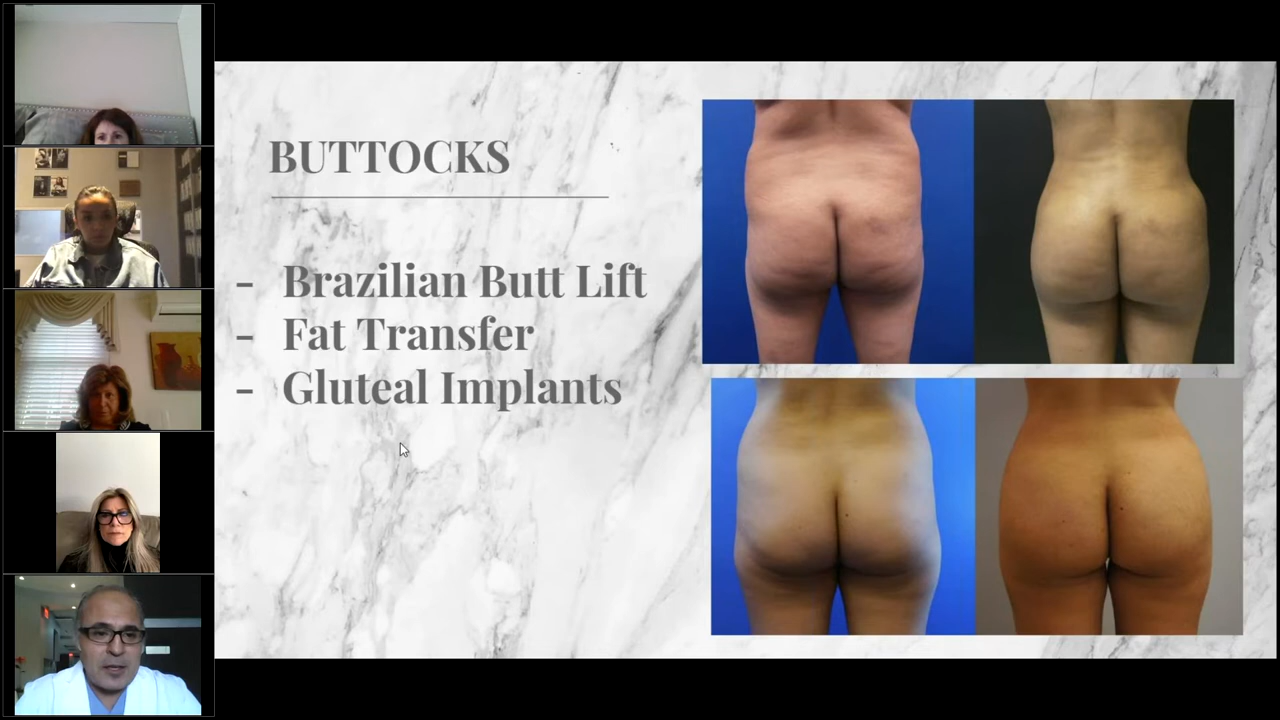 BUTTOCKS
- Brazilian Butt Lift
- Fat Transfer
- Gluteal Implants